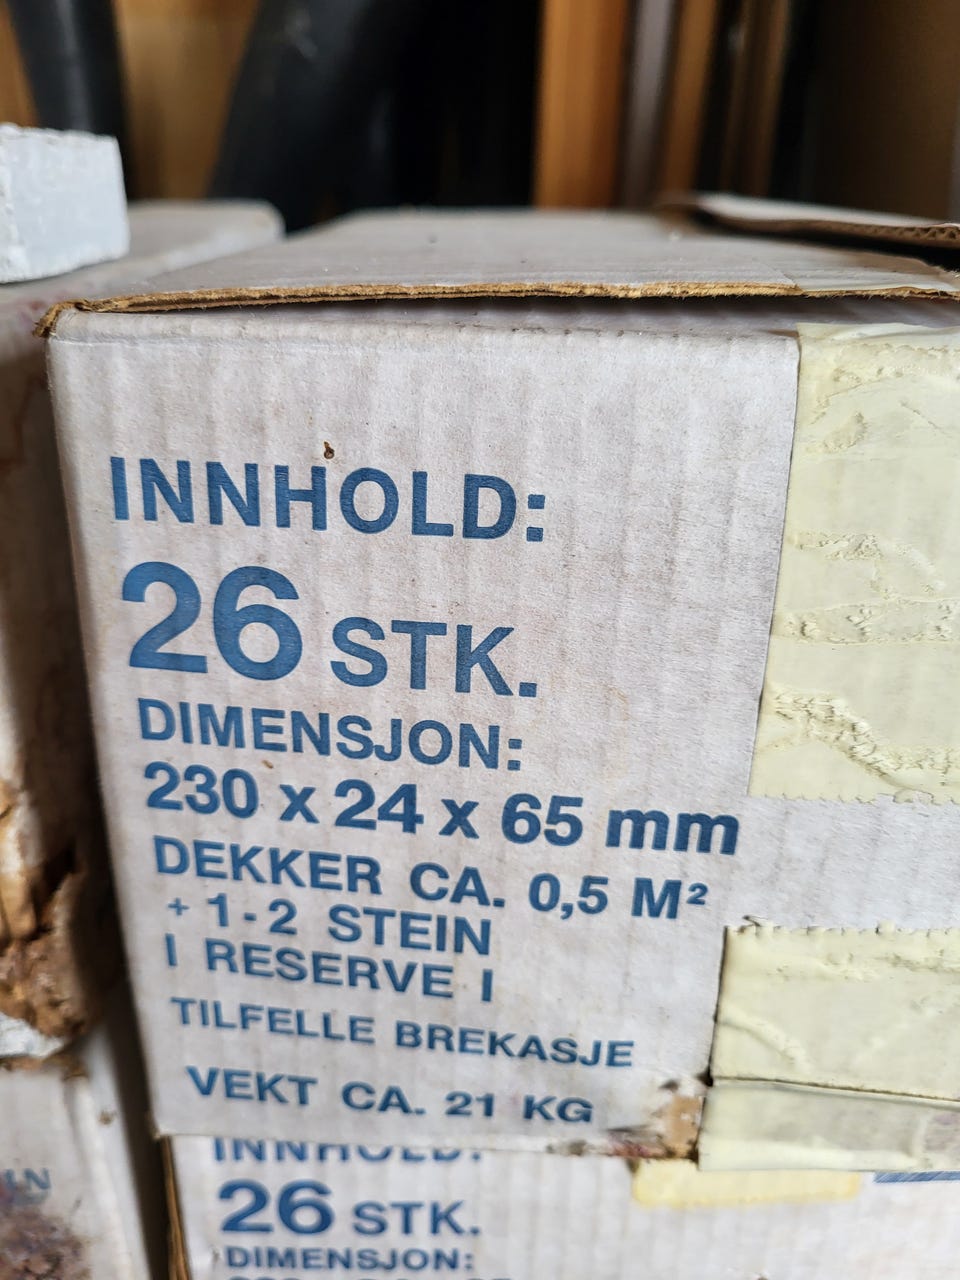 INNHOLD:
26 STK.
DIMENSJON:
230 x 24 x 65 mm
DEKKER CA. 0,5 M²
+ 1-2 STEIN
I RESERVE I
TILFELLE BREKASJE
VEKT CA. 21 KG
INNHOLD:
26 STK.
DIMENSJON: